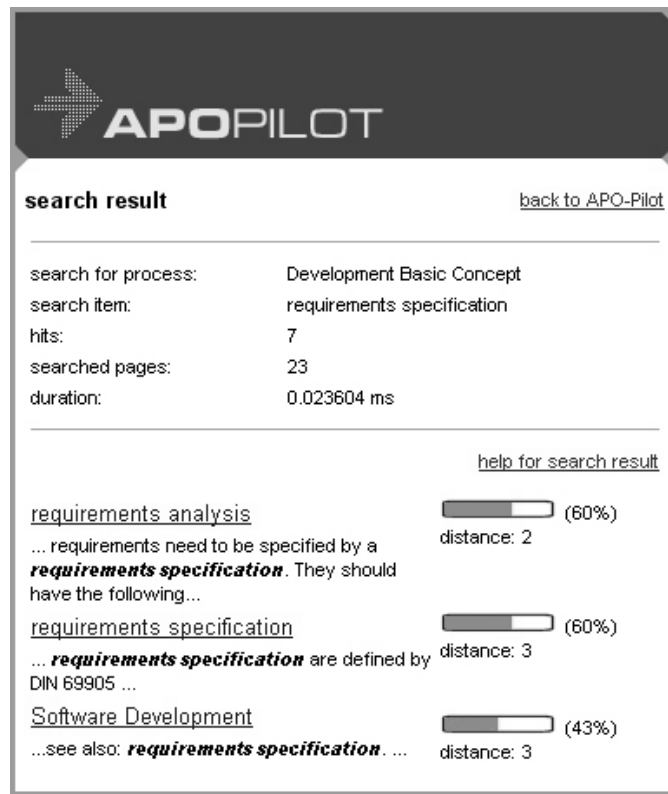 APOPILOT
search result
back to APO-Pilot
search for process: Development Basic Concept
search item: requirements specification
hits: 7
searched pages: 23
duration: 0.023604 ms
help for search result
requirements analysis (60%)
... requirements need to be specified by a distance: 2
requirements specification. They should
have the following...
requirements specification (60%)
... requirements specification are defined by distance: 3
DIN 69905 ...
Software Development (43%)
...see also: requirements specification. ... distance: 3